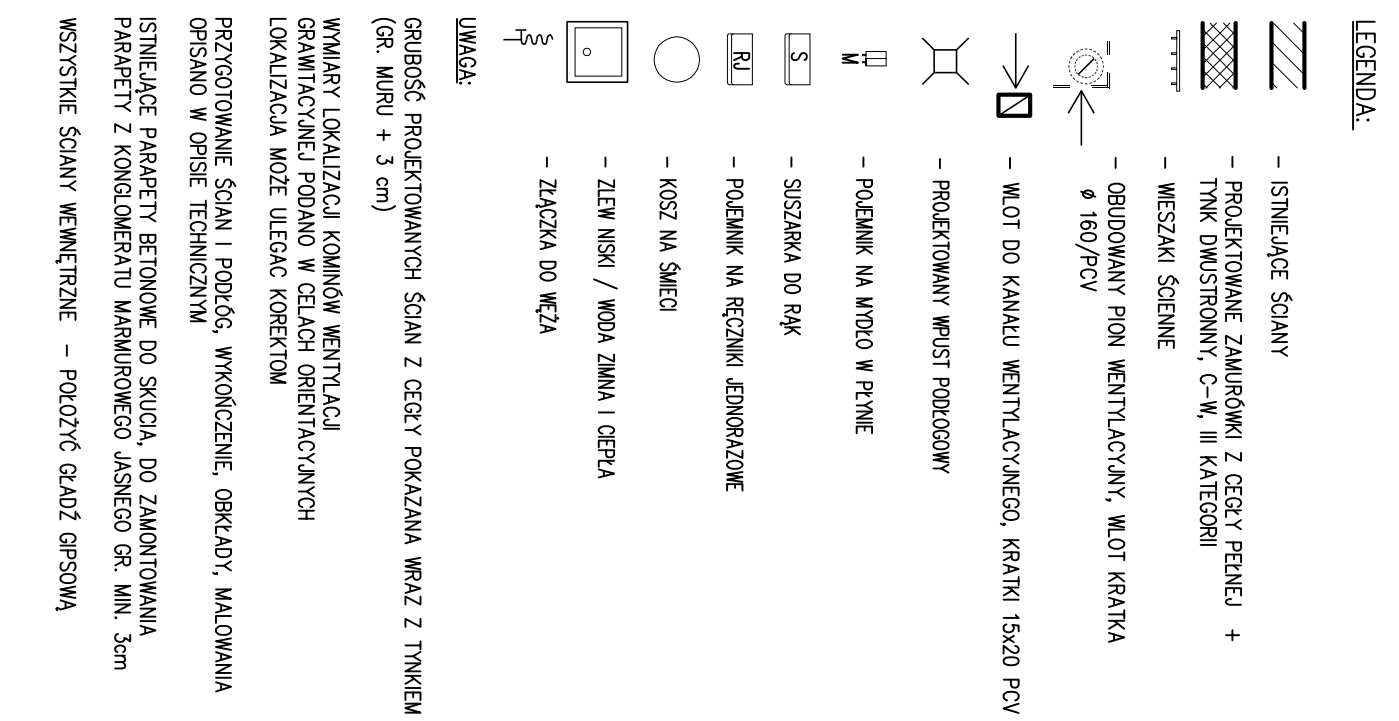 LEGENDA:
- ISTNIEJĄCE ŚCIANY
- PROJEKTOWANE ZAMURÓWKI Z CEGŁY PEŁNEJ +
TYNK DWUSTRONNY, C-W, III KATEGORII
- WIESZAKI ŚCIENNE
- OBUDOWANY PION WENTYLACYJNY, WLOT KRATKA
ø 160/PCV
- WLOT DO KANAŁU WENTYLACYJNEGO, KRATKI 15x20 PCV
- PROJEKTOWANY WPUST PODŁOGOWY
M - POJEMNIK NA MYDŁO W PŁYNIE
S - SUSZARKA DO RĄK
RJ - POJEMNIK NA RĘCZNIKI JEDNORAZOWE
- KOSZ NA ŚMIECI
- ZLEW NISKI / WODA ZIMNA I CIEPŁA
- ZŁĄCZKA DO WĘŻA
UWAGA:
GRUBOŚĆ PROJEKTOWANYCH ŚCIAN Z CEGŁY POKAZANA WRAZ Z TYNKIEM
(GR. MURU + 3 cm)
WYMIARY LOKALIZACJI KOMINÓW WENTYLACJI
GRAWITACYJNEJ PODANO W CELACH ORIENTACYJNYCH
LOKALIZACJA MOŻE ULEGAC KOREKTOM
PRZYGOTOWANIE ŚCIAN I PODŁÓG, WYKOŃCZENIE, OBKŁADY, MALOWANIA
OPISANO W OPISIE TECHNICZNYM
ISTNIEJĄCE PARAPETY BETONOWE DO SKUCIA, DO ZAMONTOWANIA
PARAPETY Z KONGLOMERATU MARMUROWEGO JASNEGO GR. MIN. 3cm
WSZYSTKIE ŚCIANY WEWNĘTRZNE - POŁOŻYĆ GŁADŹ GIPSOWĄ